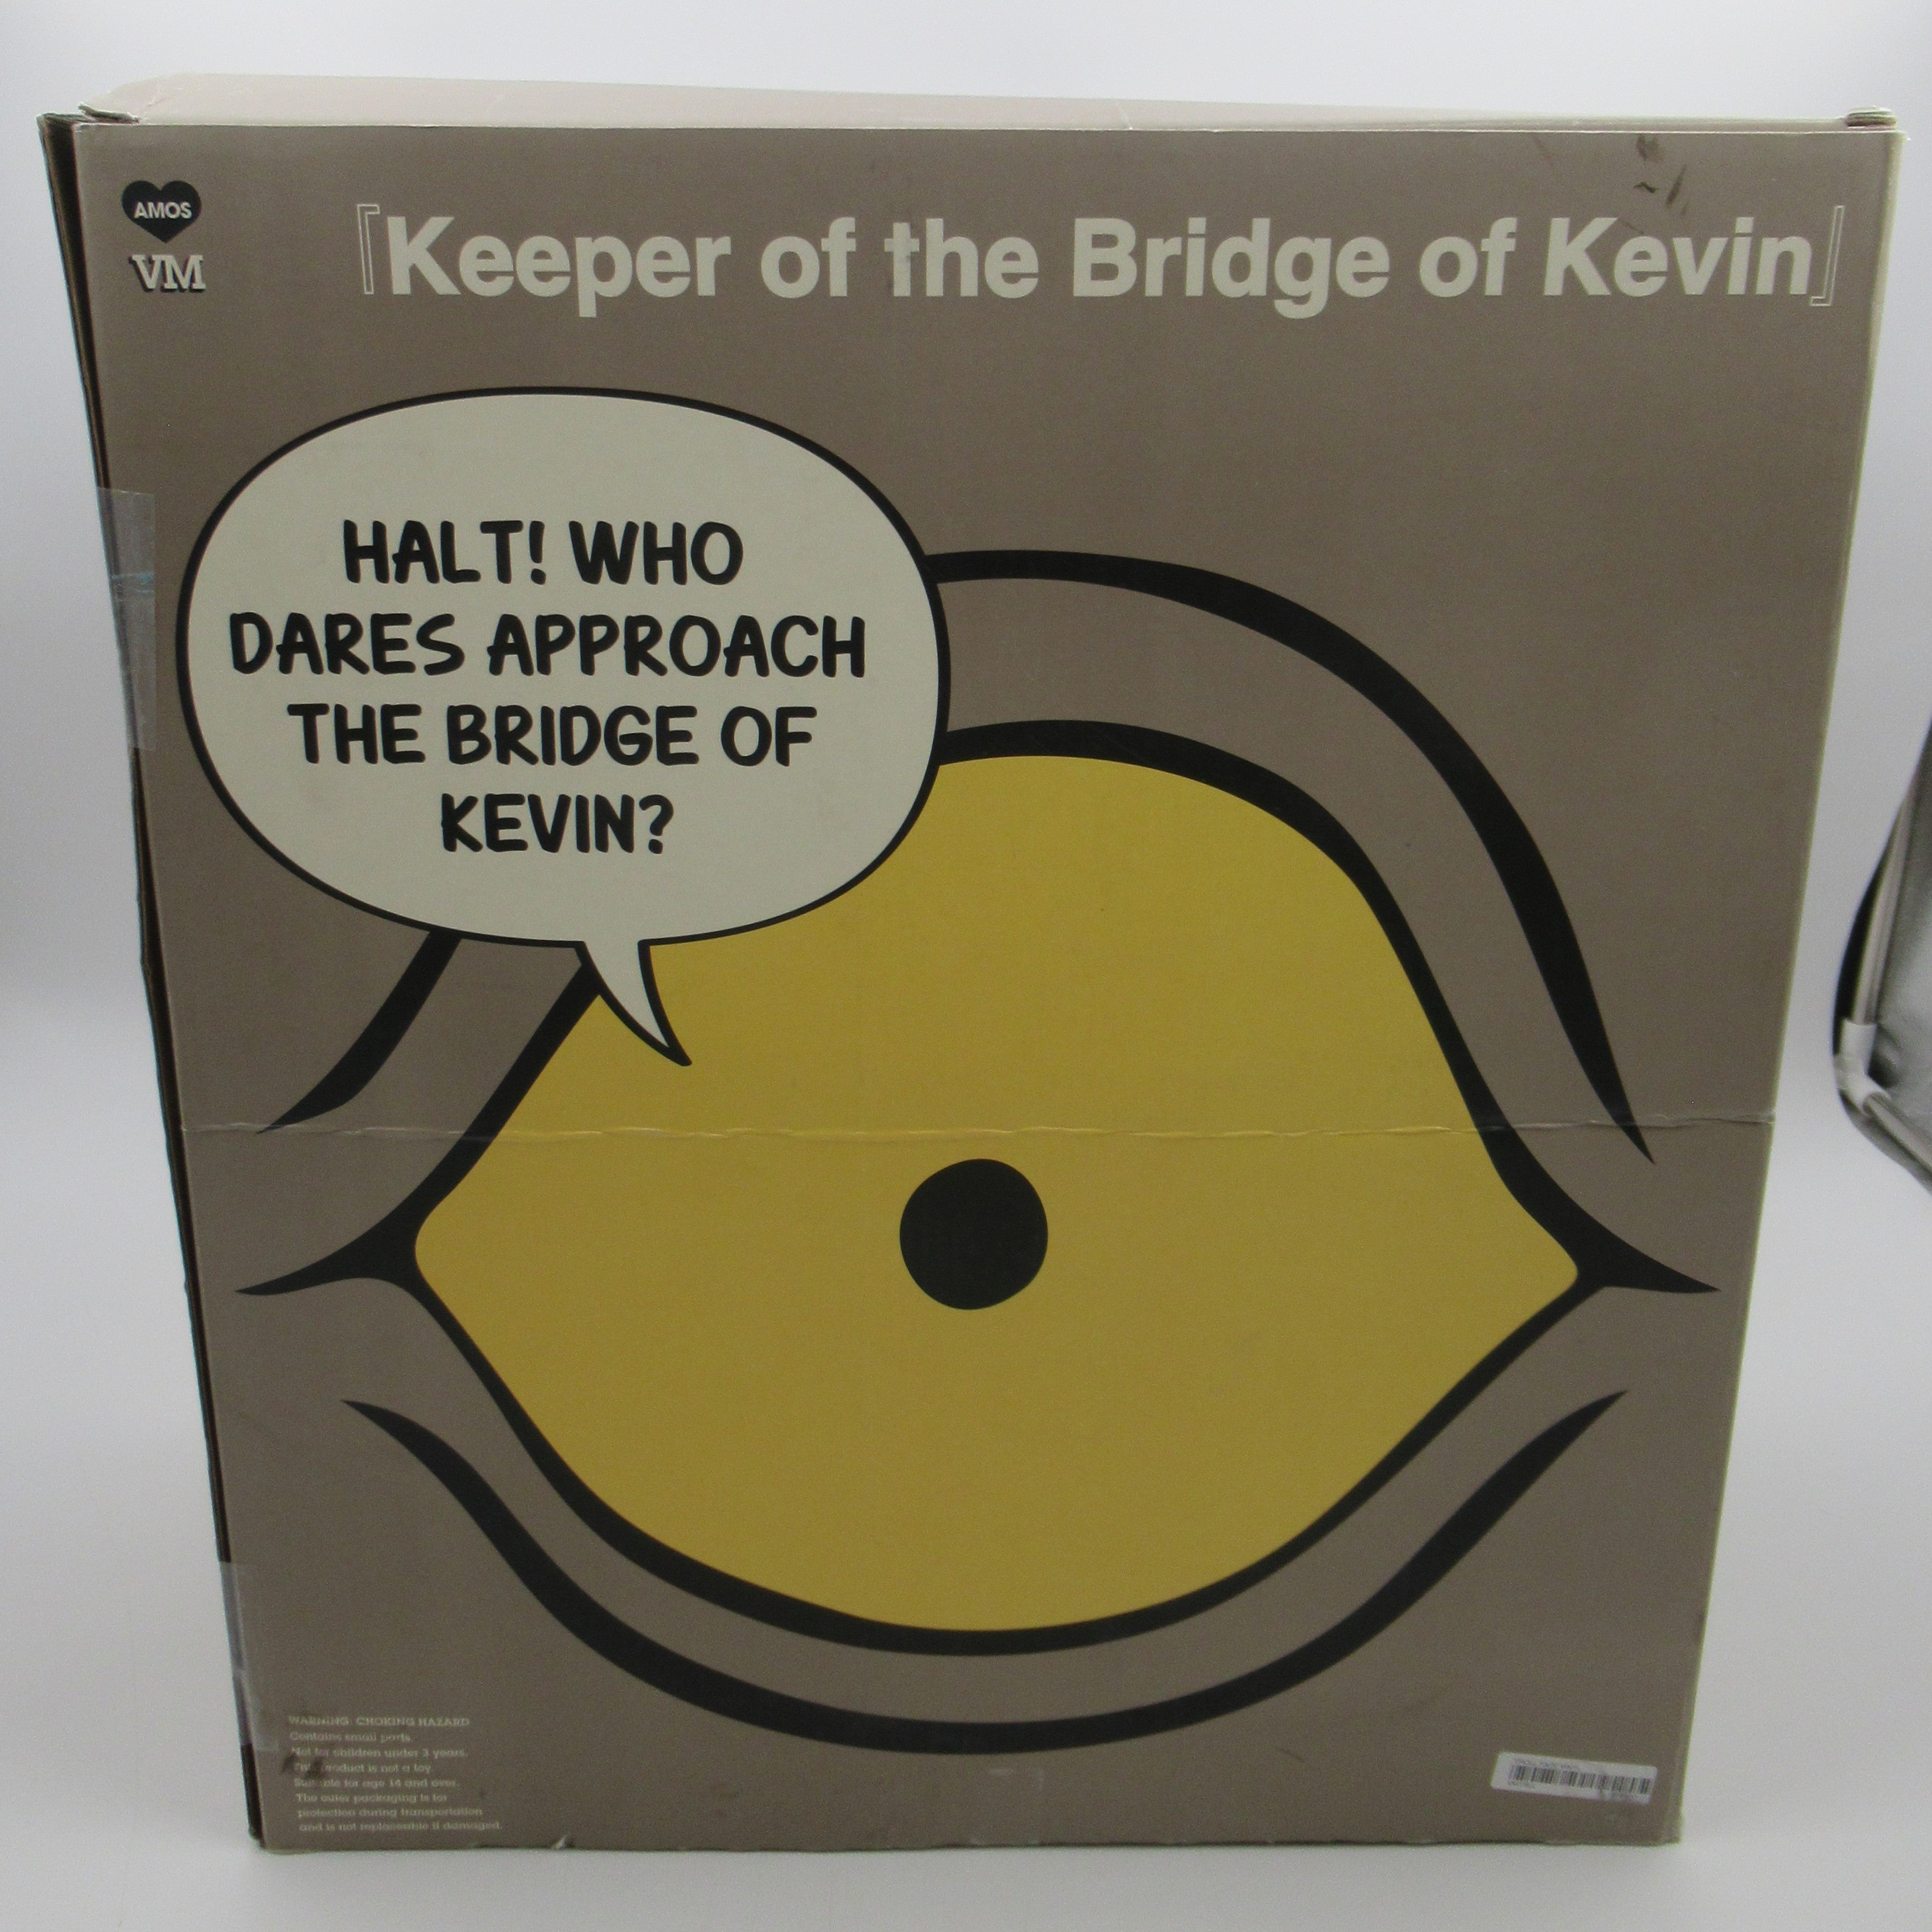 AMOS
VM
『Keeper of the Bridge of Kevin』
HALT! WHO
DARES APPROACH
THE BRIDGE OF
KEVIN?
WARNING: CHOKING HAZARD
Contains small parts.
Not for children under 3 years.
This product is not a toy.
Suitable for age 14 and over.
The outer packaging is for
protection during transportation
and is not replaceable if damaged.